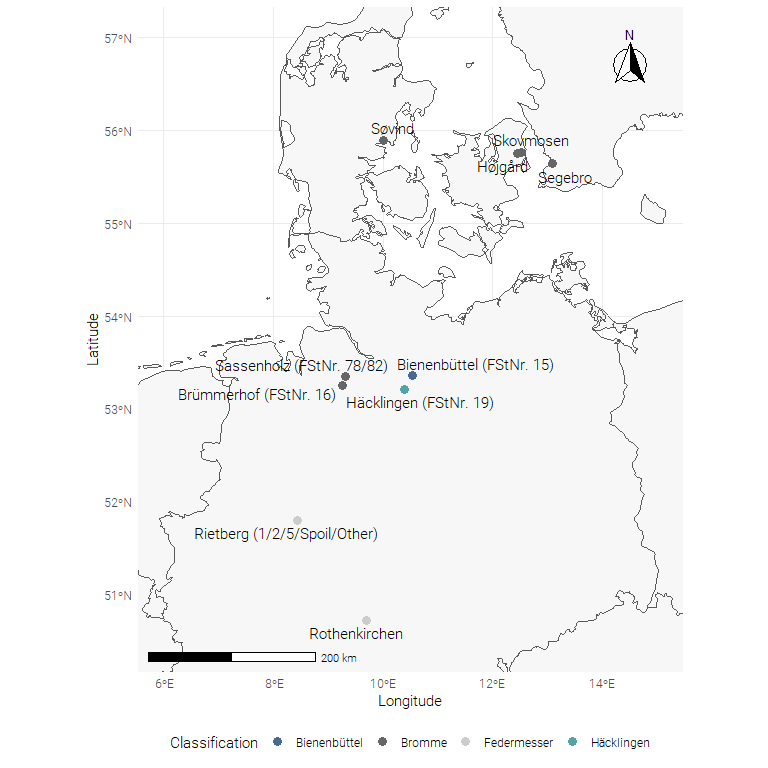 57°N
N
56°N
Søvind
Skovmosen
Højgård
Segebro
55°N
54°N
Latitude
Sassenholz (FStNr. 78/82)
Bienenbüttel (FStNr. 15)
Brümmerhof (FStNr. 16)
Häcklingen (FStNr. 19)
53°N
52°N
Rietberg (1/2/5/Spoil/Other)
51°N
Rothenkirchen
200 km
6°E 8°E 10°E 12°E 14°E
Longitude
Classification Bienenbüttel Bromme Federmesser Häcklingen